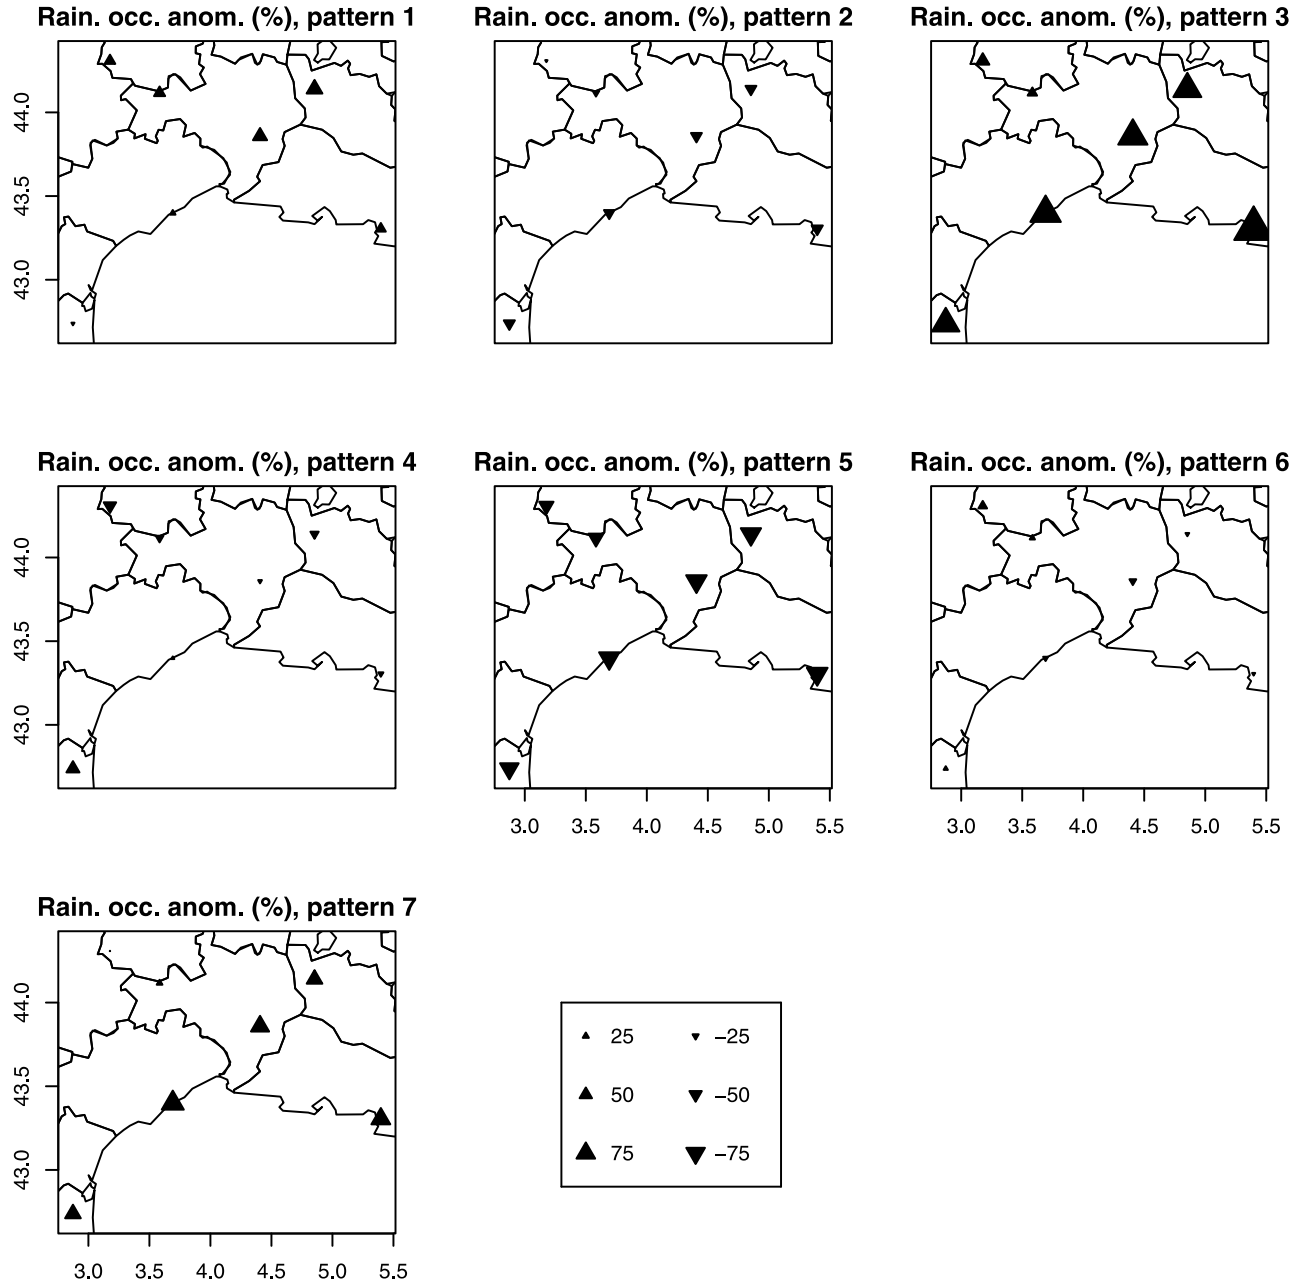 Rain. occ. anom. (%), pattern 1
Rain. occ. anom. (%), pattern 2
Rain. occ. anom. (%), pattern 3
44.0
43.5
43.0
Rain. occ. anom. (%), pattern 4
Rain. occ. anom. (%), pattern 5
Rain. occ. anom. (%), pattern 6
44.0
43.5
43.0
3.0 3.5 4.0 4.5 5.0 5.5
3.0 3.5 4.0 4.5 5.0 5.5
Rain. occ. anom. (%), pattern 7
44.0
43.5
43.0
3.0 3.5 4.0 4.5 5.0 5.5
25 −25
50 −50
75 −75